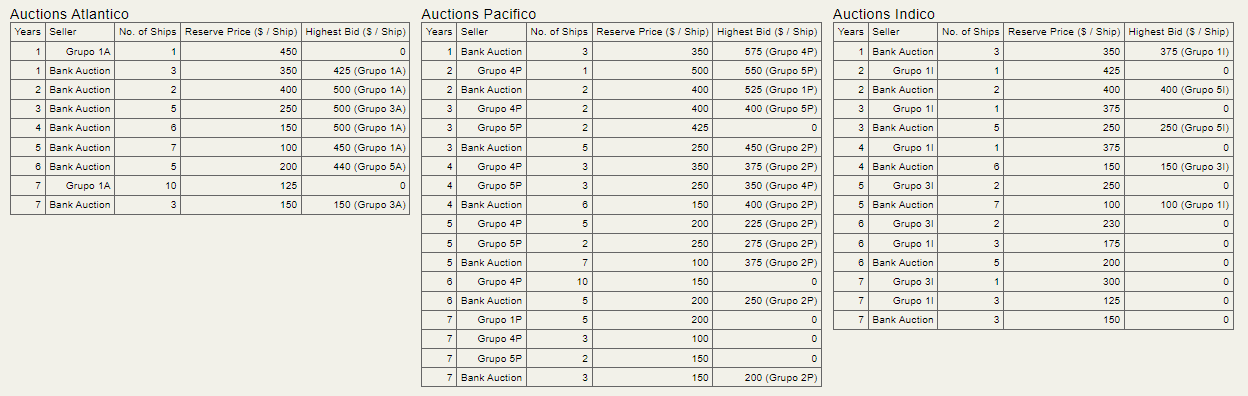 Auctions Atlantico
Years Seller No. of Ships Reserve Price ($ / Ship) Highest Bid ($ / Ship)
1 Grupo 1A 1 450 0
1 Bank Auction 3 350 425 (Grupo 1A)
2 Bank Auction 2 400 500 (Grupo 1A)
3 Bank Auction 5 250 500 (Grupo 3A)
4 Bank Auction 6 150 500 (Grupo 1A)
5 Bank Auction 7 100 450 (Grupo 1A)
6 Bank Auction 5 200 440 (Grupo 5A)
7 Grupo 1A 10 125 0
7 Bank Auction 3 150 150 (Grupo 3A)
Auctions Pacifico
Years Seller No. of Ships Reserve Price ($ / Ship) Highest Bid ($ / Ship)
1 Bank Auction 3 350 575 (Grupo 4P)
2 Grupo 4P 1 500 550 (Grupo 5P)
2 Bank Auction 2 400 525 (Grupo 1P)
3 Grupo 4P 2 400 400 (Grupo 5P)
3 Grupo 5P 2 425 0
3 Bank Auction 5 250 450 (Grupo 2P)
4 Grupo 4P 3 350 375 (Grupo 2P)
4 Grupo 5P 3 250 350 (Grupo 4P)
4 Bank Auction 6 150 400 (Grupo 2P)
5 Grupo 4P 5 200 225 (Grupo 2P)
5 Grupo 5P 2 250 275 (Grupo 2P)
5 Bank Auction 7 100 375 (Grupo 2P)
6 Grupo 4P 10 150 0
6 Bank Auction 5 200 250 (Grupo 2P)
7 Grupo 1P 5 200 0
7 Grupo 4P 3 100 0
7 Grupo 5P 2 150 0
7 Bank Auction 3 150 200 (Grupo 2P)
Auctions Indico
Years Seller No. of Ships Reserve Price ($ / Ship) Highest Bid ($ / Ship)
1 Bank Auction 3 350 375 (Grupo 1I)
2 Grupo 1I 1 425 0
2 Bank Auction 2 400 400 (Grupo 5I)
3 Grupo 1I 1 375 0
3 Bank Auction 5 250 250 (Grupo 5I)
4 Grupo 1I 1 375 0
4 Bank Auction 6 150 150 (Grupo 3I)
5 Grupo 3I 2 250 0
5 Bank Auction 7 100 100 (Grupo 1I)
6 Grupo 3I 2 230 0
6 Grupo 1I 3 175 0
6 Bank Auction 5 200 0
7 Grupo 3I 1 300 0
7 Grupo 1I 3 125 0
7 Bank Auction 3 150 0